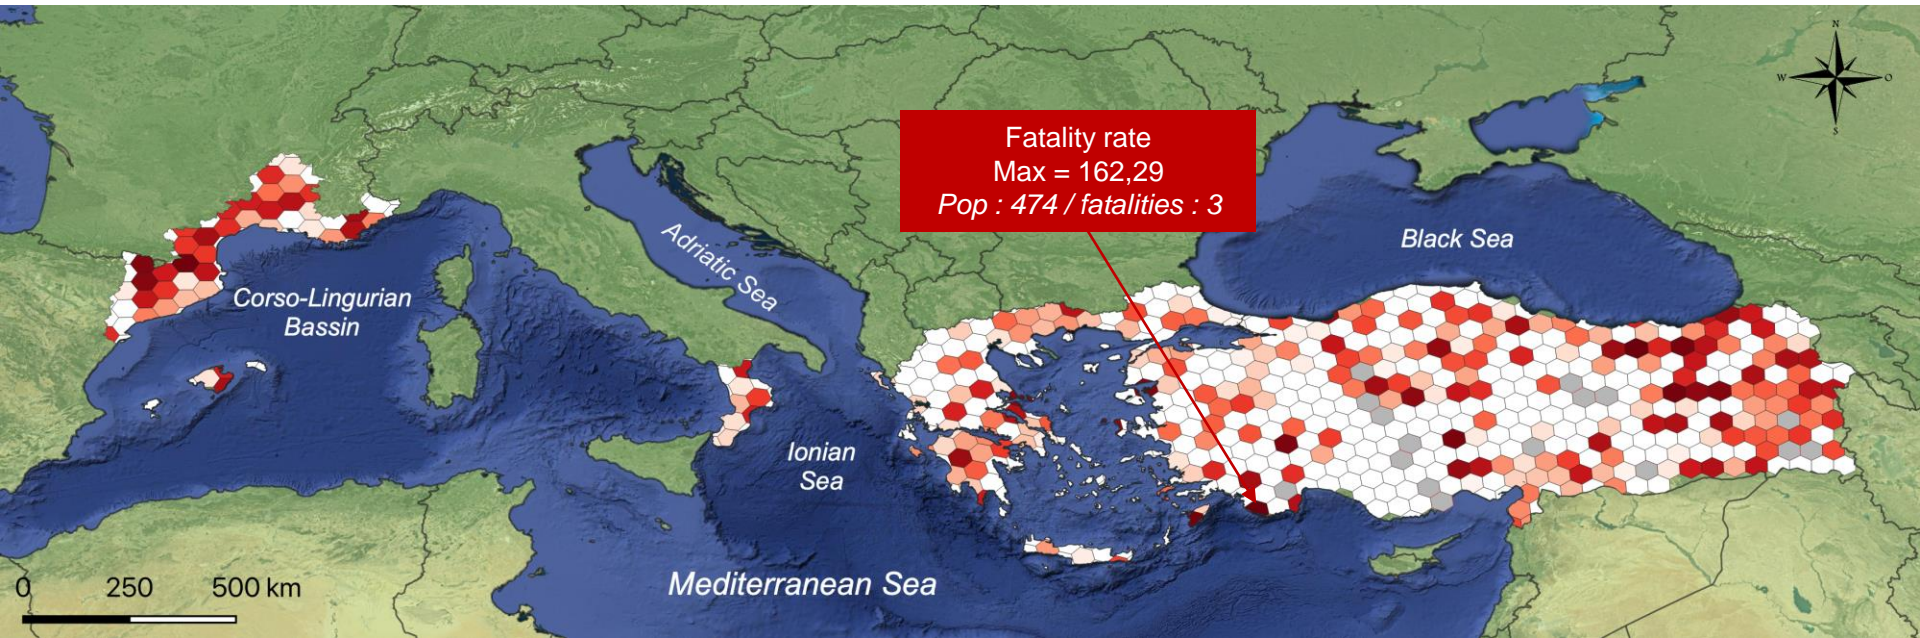 N
W
O
S
Fatality rate
Max = 162,29
Pop : 474 / fatalities : 3
Adriatic Sea
Black Sea
Corso-Lingurian
Bassin
Ionian
Sea
Mediterranean Sea
0 250 500 km